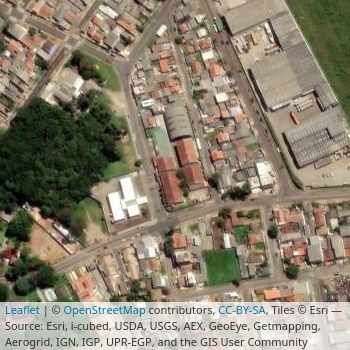 Leaflet | © OpenStreetMap contributors, CC-BY-SA, Tiles © Esri —
Source: Esri, i-cubed, USDA, USGS, AEX, GeoEye, Getmapping,
Aerogrid, IGN, IGP, UPR-EGP, and the GIS User Community